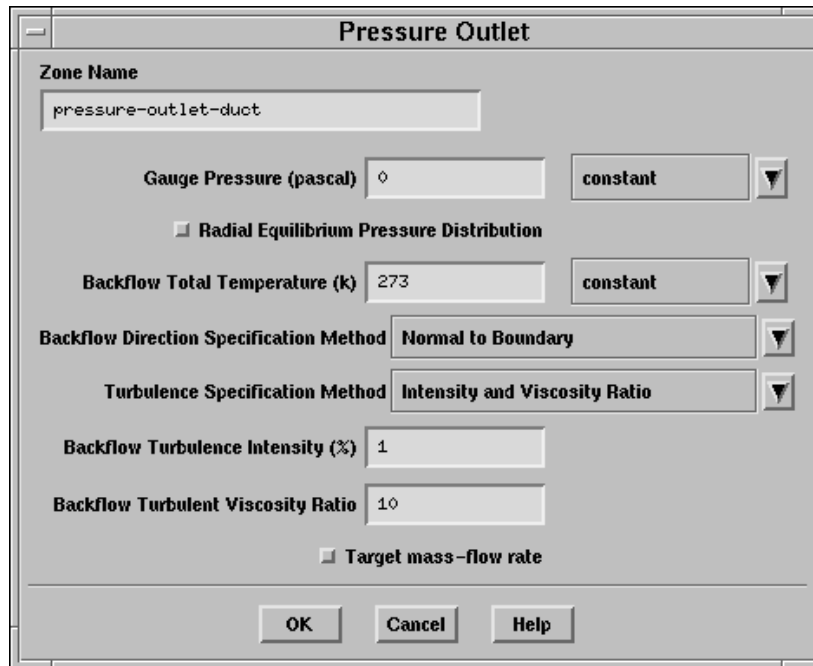 Pressure Outlet
Zone Name
pressure-outlet-duct
Gauge Pressure (pascal) 0 constant
Radial Equilibrium Pressure Distribution
Backflow Total Temperature (k) 273 constant
Backflow Direction Specification Method Normal to Boundary
Turbulence Specification Method Intensity and Viscosity Ratio
Backflow Turbulence Intensity (%) 1
Backflow Turbulent Viscosity Ratio 10
Target mass-flow rate
OK Cancel Help